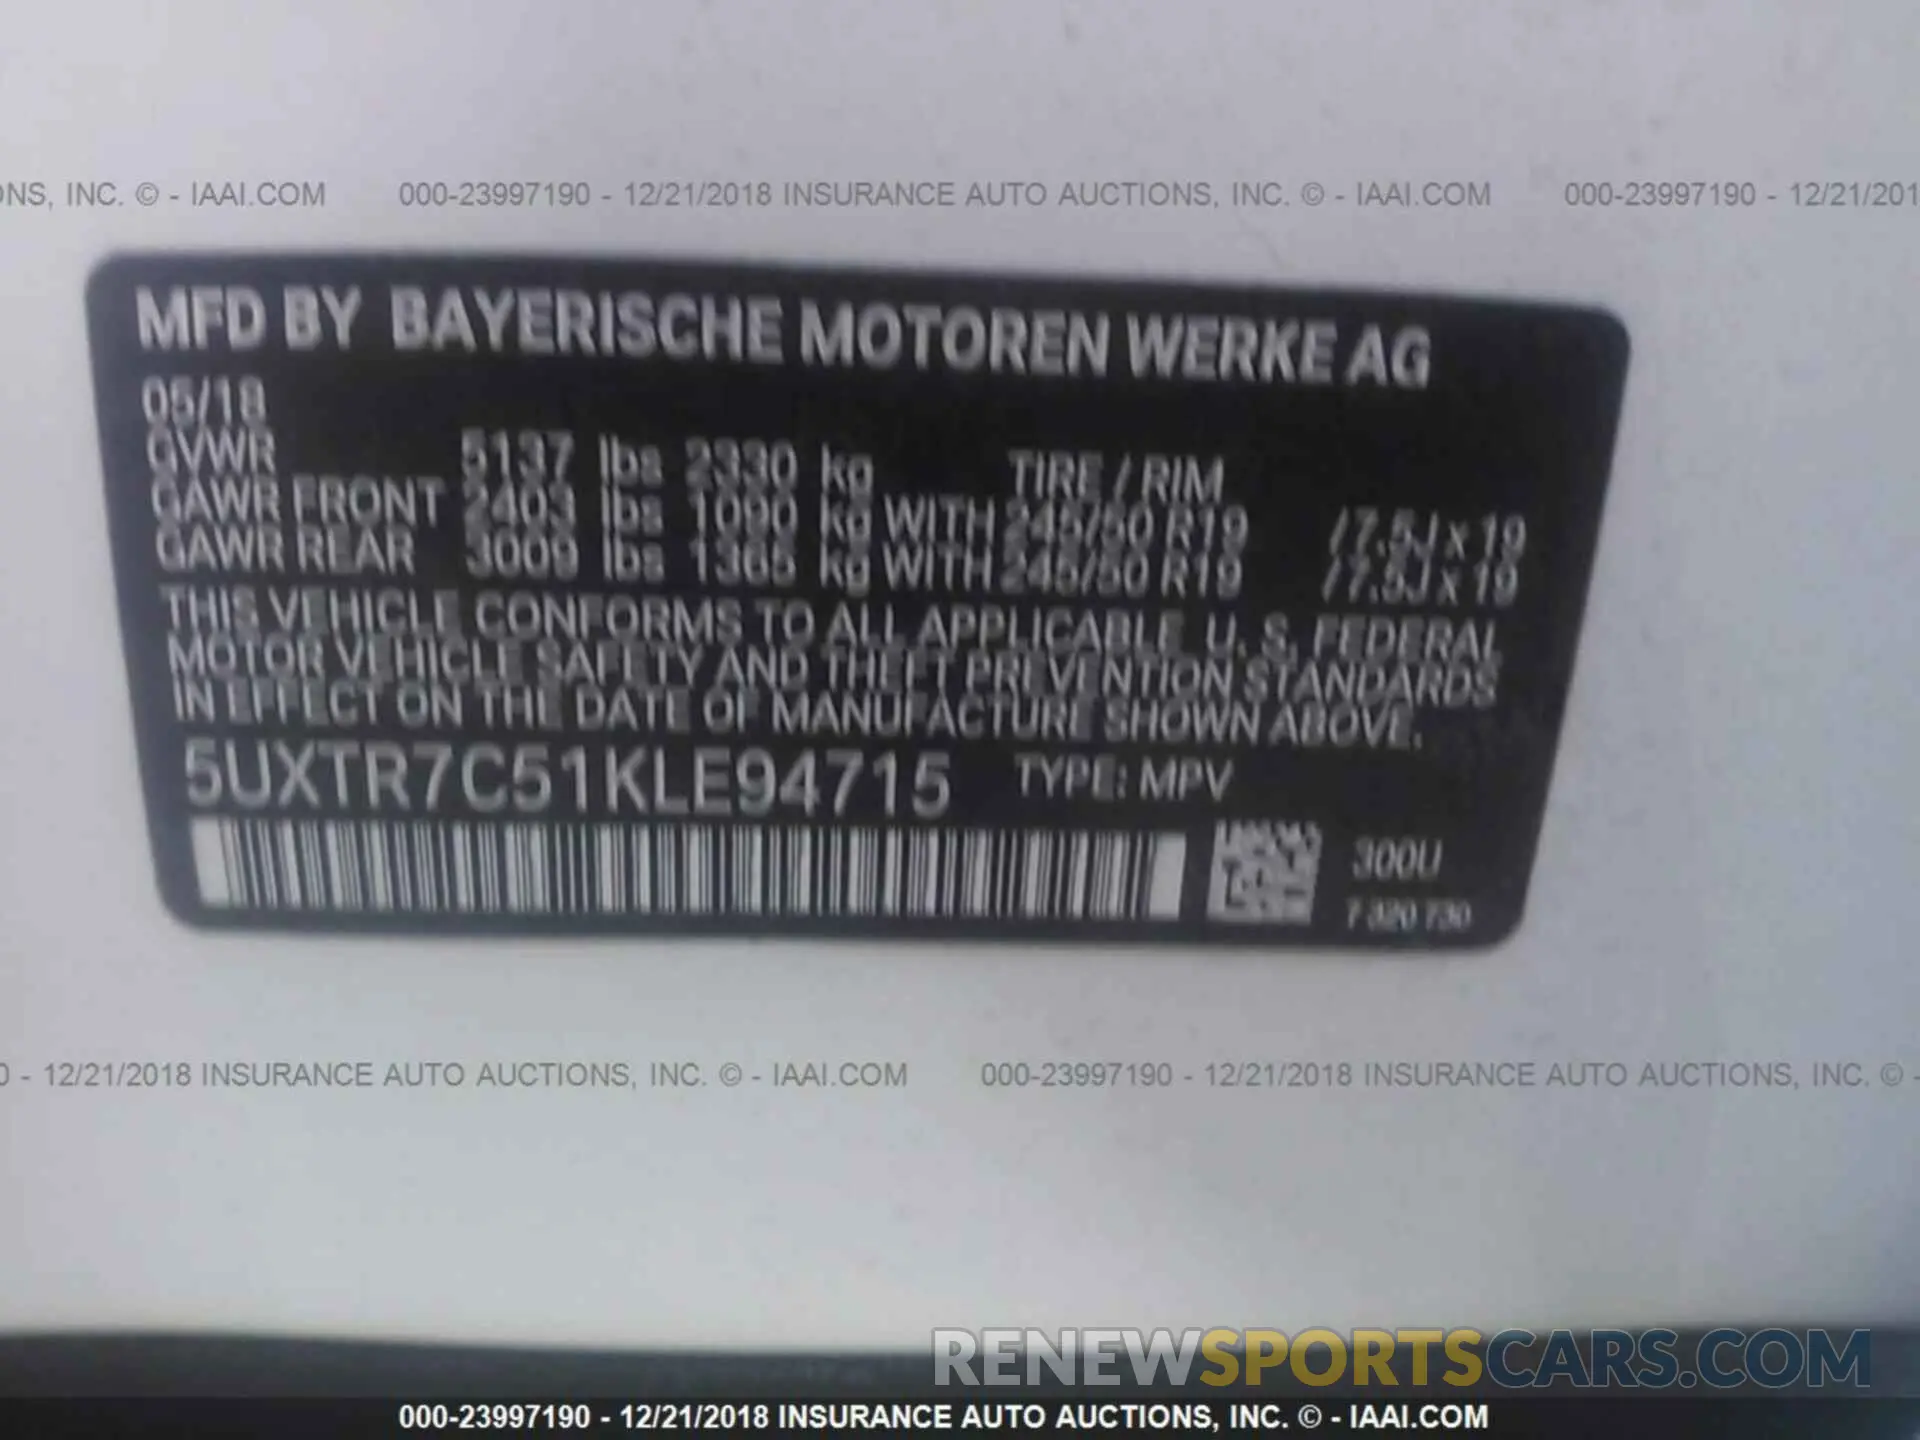 ONS, INC. © - IAAI.COM 000-23997190 - 12/21/2018 INSURANCE AUTO AUCTIONS, INC. © - IAAI.COM 000-23997190 - 12/21/201
MFD BY BAYERISCHE MOTOREN WERKE AG
05/18
GVWR 5137 lbs 2330 kg TIRE / RIM
GAWR FRONT 2403 lbs 1090 kg WITH 245/50 R19 / 7.5J x 19
GAWR REAR 3009 lbs 1365 kg WITH 245/50 R19 / 7.5J x 19
THIS VEHICLE CONFORMS TO ALL APPLICABLE U. S. FEDERAL
MOTOR VEHICLE SAFETY AND THEFT PREVENTION STANDARDS
IN EFFECT ON THE DATE OF MANUFACTURE SHOWN ABOVE.
5UXTR7C51KLE94715 TYPE: MPV
300U
7 320 730
0 - 12/21/2018 INSURANCE AUTO AUCTIONS, INC. © - IAAI.COM 000-23997190 - 12/21/2018 INSURANCE AUTO AUCTIONS, INC. © -
RENEWSPORTSCARS.COM
000-23997190 - 12/21/2018 INSURANCE AUTO AUCTIONS, INC. © - IAAI.COM